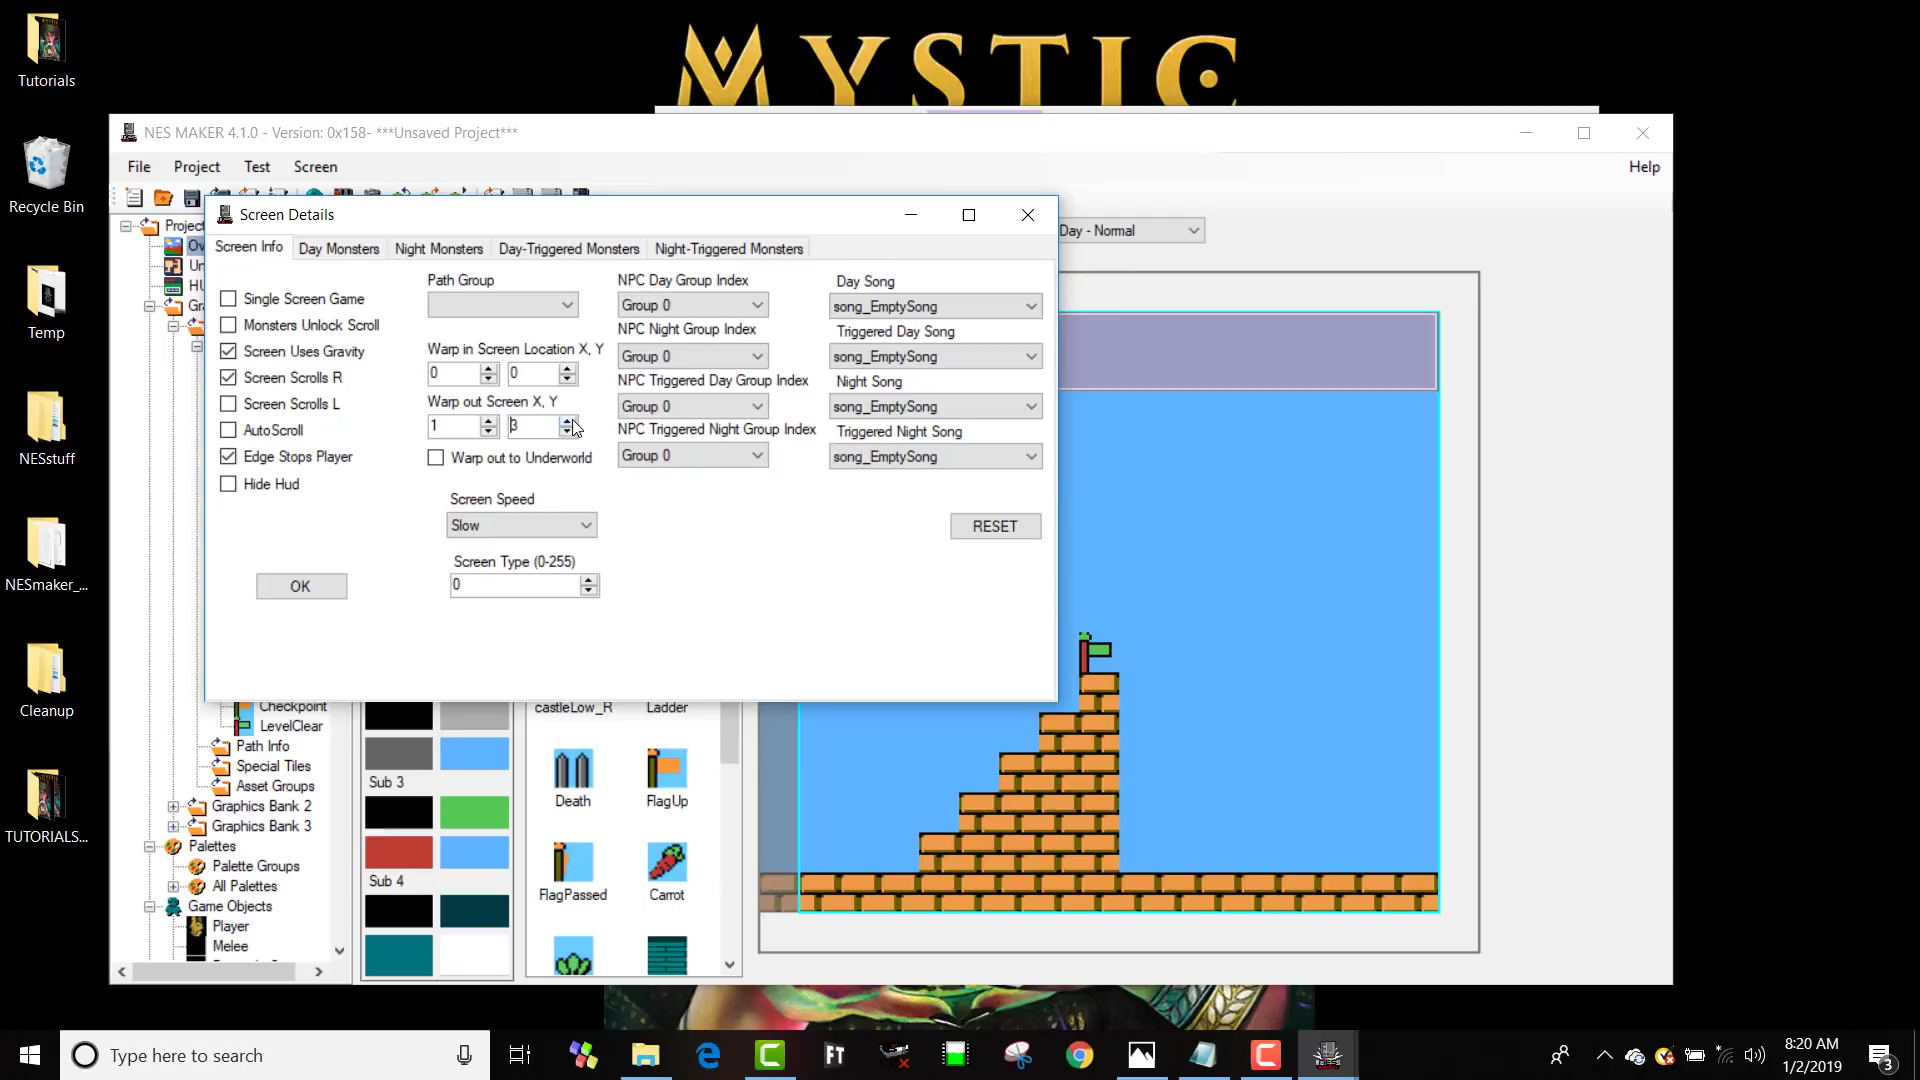 MYSTIC
Tutorials
Recycle Bin
Temp
NESstuff
NESmaker_...
Cleanup
TUTORIALS...
NES MAKER 4.1.0 - Version: 0x158- ***Unsaved Project***
File Project Test Screen Help
Screen Details
Screen Info Day Monsters Night Monsters Day-Triggered Monsters Night-Triggered Monsters
Day - Normal
Single Screen Game
Monsters Unlock Scroll
Screen Uses Gravity
Screen Scrolls R
Screen Scrolls L
AutoScroll
Edge Stops Player
Hide Hud
OK
Path Group
Warp in Screen Location X, Y
0 0
Warp out Screen X, Y
1 3
Warp out to Underworld
Screen Speed
Slow
Screen Type (0-255)
0
NPC Day Group Index
Group 0
NPC Night Group Index
Group 0
NPC Triggered Day Group Index
Group 0
NPC Triggered Night Group Index
Group 0
Day Song
song_EmptySong
Triggered Day Song
song_EmptySong
Night Song
song_EmptySong
Triggered Night Song
song_EmptySong
RESET
Project
Ov
Un
HU
Gra
Checkpoint
LevelClear
Path Info
Special Tiles
Asset Groups
Graphics Bank 2
Graphics Bank 3
Palettes
Palette Groups
All Palettes
Game Objects
Player
Melee
Sub 3
Sub 4
castleLow_R Ladder
Death FlagUp
FlagPassed Carrot
Type here to search
FT
8:20 AM
1/2/2019
3